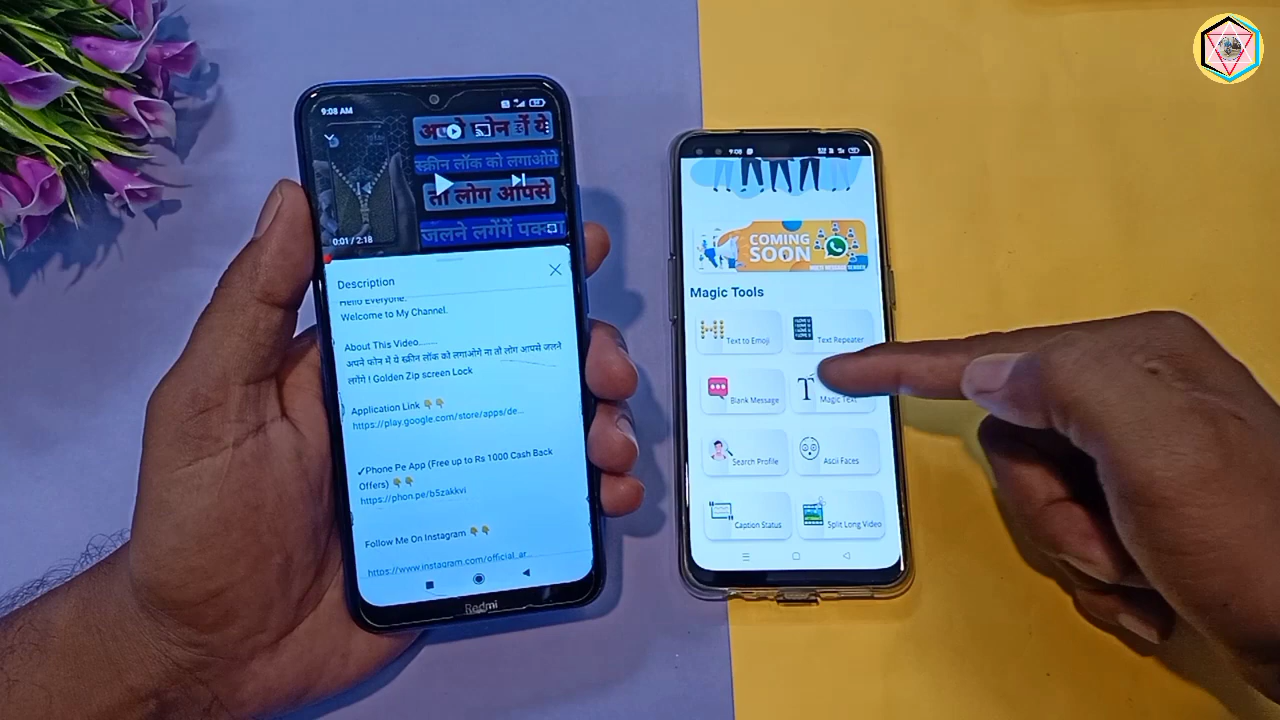 9:08 AM
अपने फोन में ये
स्क्रीन लॉक को लगाओगे
तो लोग आपसे
जलने लगेंगें पक्का
0:01 / 2:18
Description
Hello Everyone.
Welcome to My Channel.
About This Video........
अपने फोन में ये स्क्रीन लॉक को लगाओगे ना तो लोग आपसे जलने
लगेंगे ! Golden Zip screen Lock
Application Link 👇👇
https://play.google.com/store/apps/de...
✓Phone Pe App (Free up to Rs 1000 Cash Back
Offers) 👇👇
https://phon.pe/b5zakkvi
Follow Me On Instagram 👇👇
https://www.instagram.com/official_ar...
Redmi
9:08
COMING
SOON
MULTI MESSAGE SENDER
Magic Tools
HI
Text to Emoji
Text Repeater
Blank Message
T
Magic Text
Search Profile
Ascii Faces
Caption Status
Split Long Video